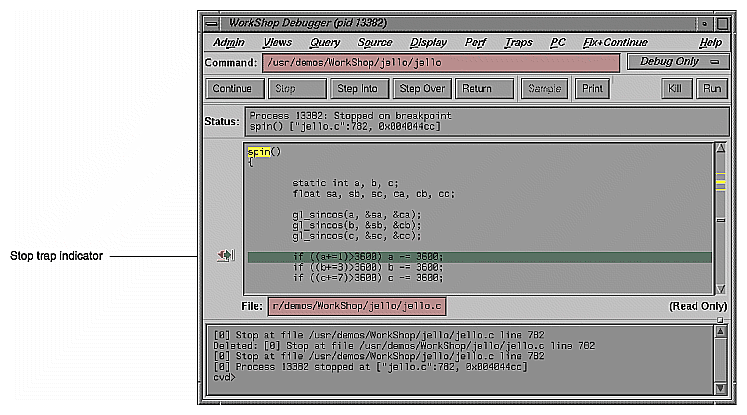 WorkShop Debugger (pid 13382)
Admin Views Query Source Display Perf Traps PC Fix+Continue Help
Command: /usr/demos/WorkShop/jello/jello Debug Only
Continue Stop Step Into Step Over Return Sample Print Kill Run
Status: Process 13382: Stopped on breakpoint
spin() ["jello.c":782, 0x004044cc]
spin()
{
static int a, b, c;
float sa, sb, sc, ca, cb, cc;
gl_sincos(a, &sa, &ca);
gl_sincos(b, &sb, &cb);
gl_sincos(c, &sc, &cc);
Stop trap indicator
if ((a+=1)>3600) a -= 3600;
if ((b+=3)>3600) b -= 3600;
if ((c+=7)>3600) c -= 3600;
File: r/demos/WorkShop/jello/jello.c (Read Only)
[0] Stop at file /usr/demos/WorkShop/jello/jello.c line 782
Deleted: [0] Stop at file /usr/demos/WorkShop/jello/jello.c line 782
[0] Stop at file /usr/demos/WorkShop/jello/jello.c line 782
[0] Process 13382 stopped at ["jello.c":782, 0x004044cc]
cvd>